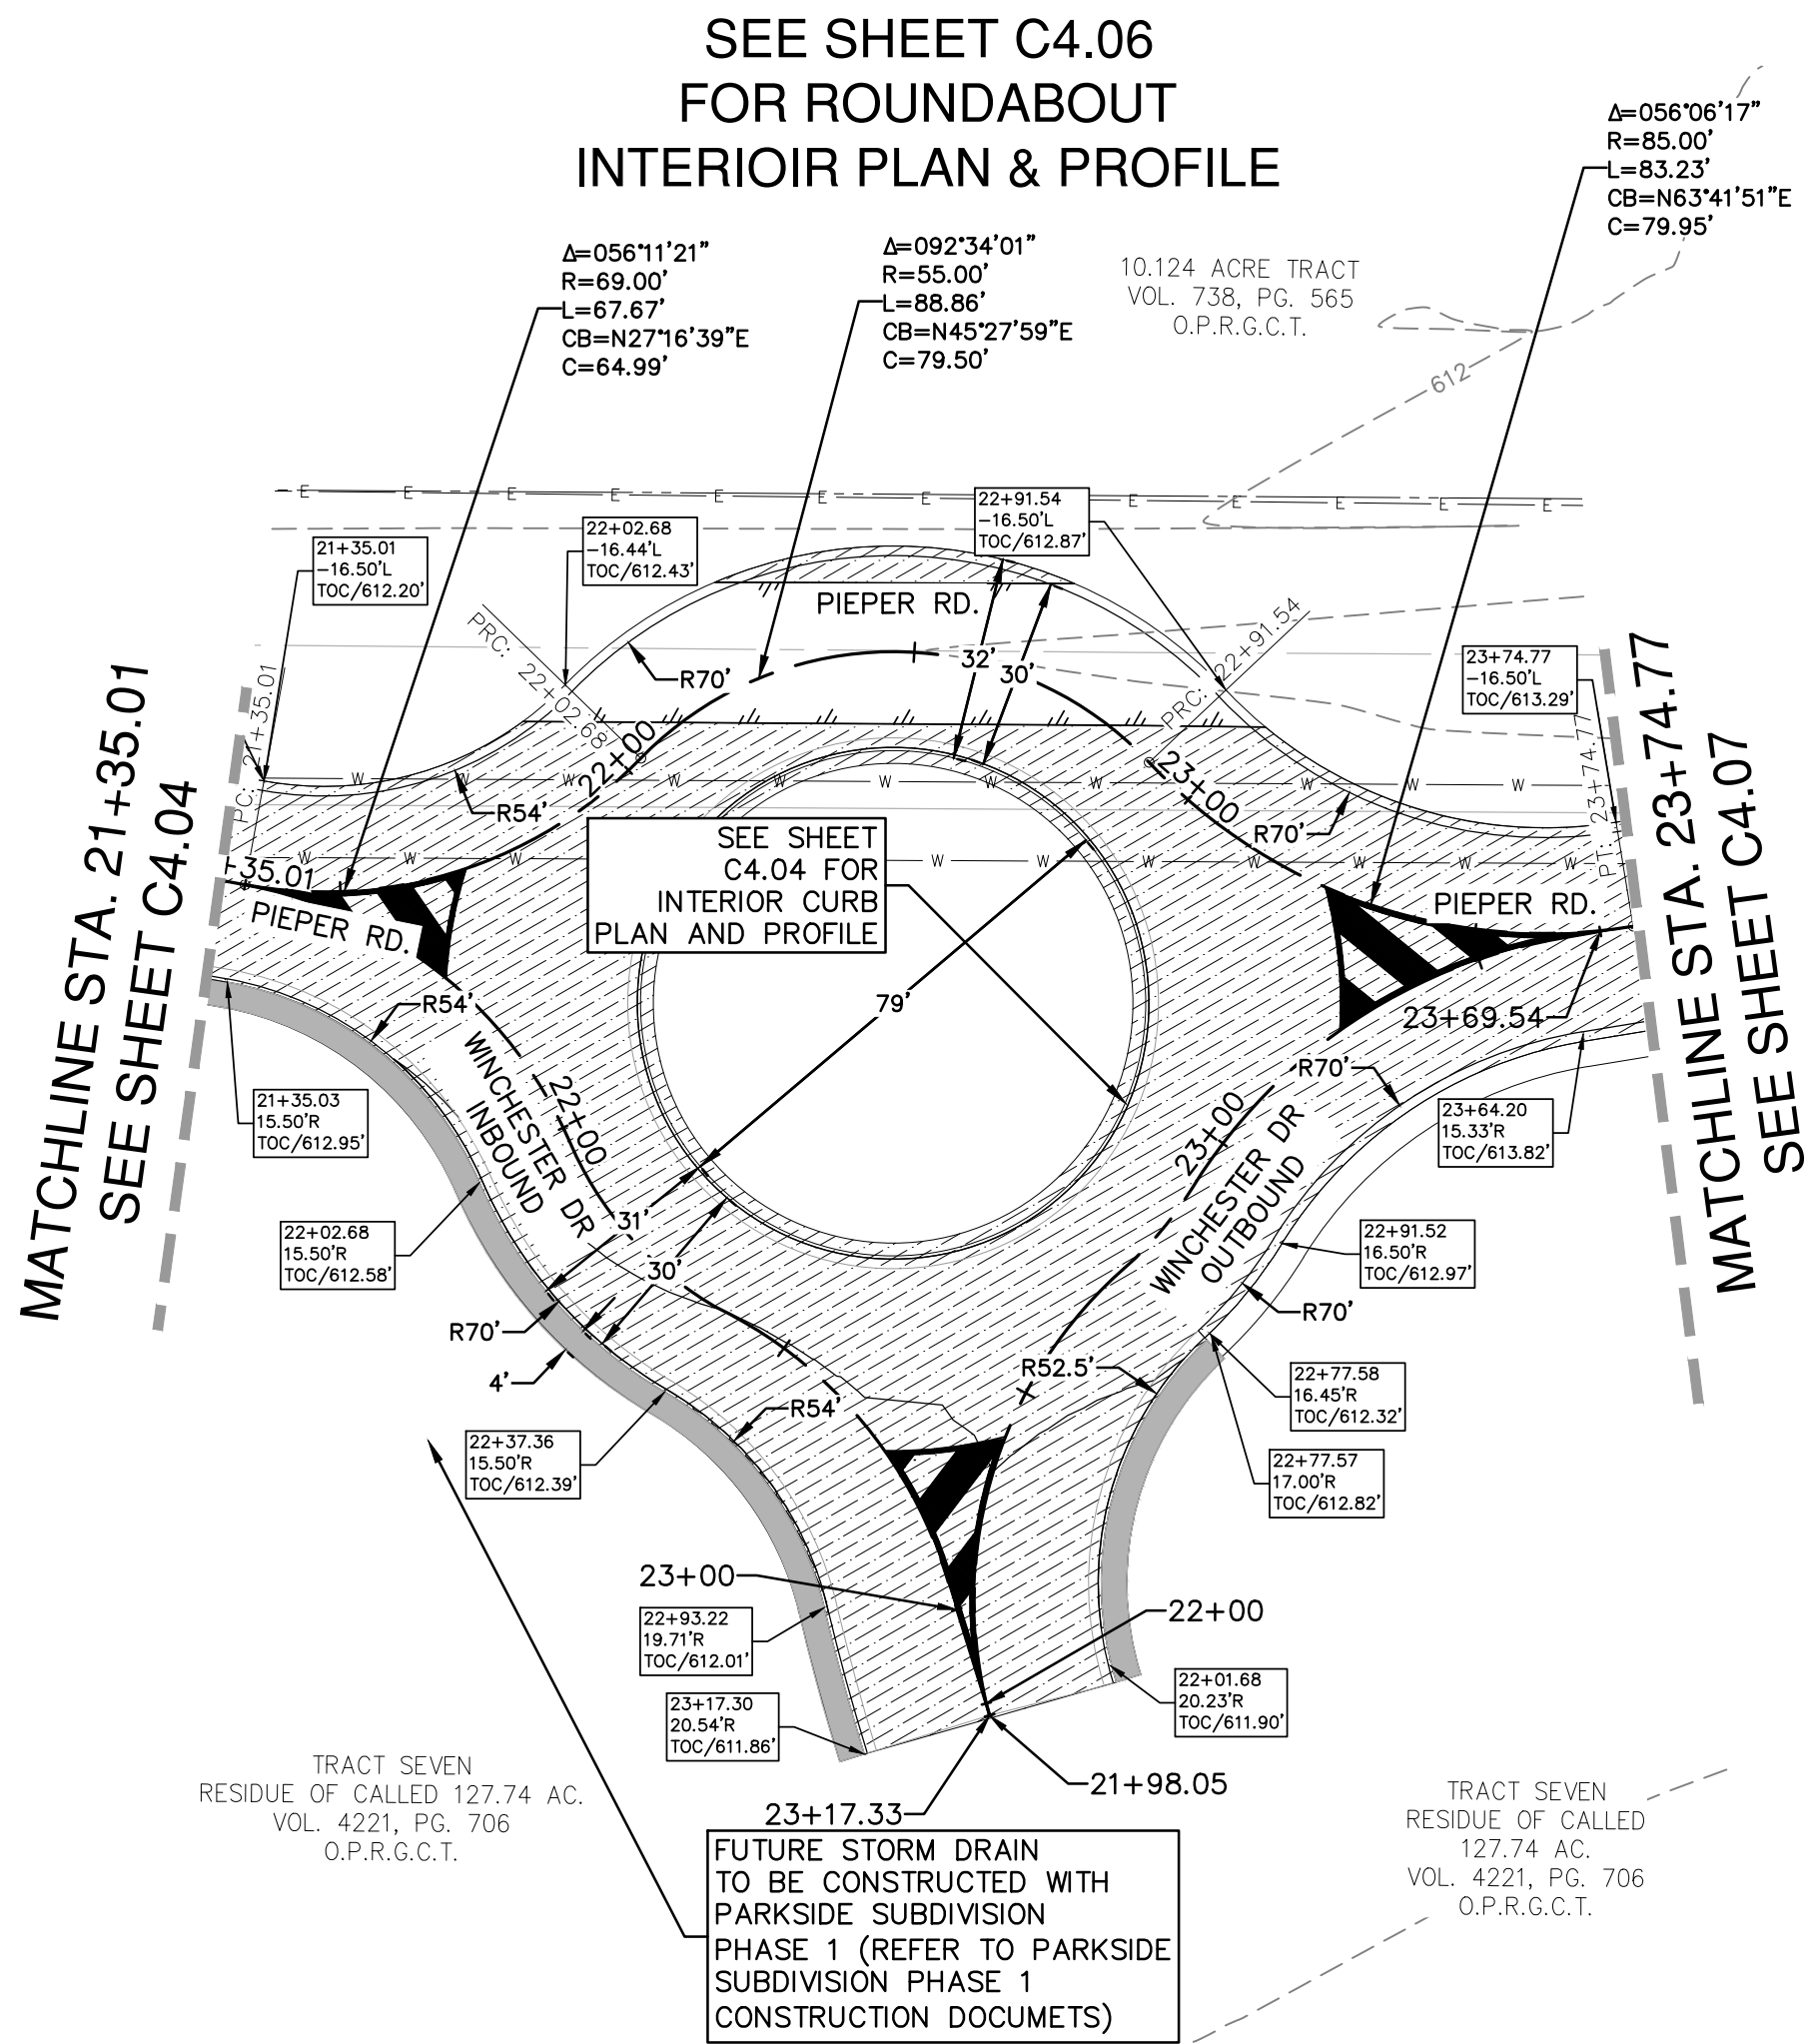 SEE SHEET C4.06
FOR ROUNDABOUT
INTERIOIR PLAN & PROFILE
Δ=056°06'17"
R=85.00'
L=83.23'
CB=N63°41'51"E
C=79.95'
Δ=056°11'21"
R=69.00'
L=67.67'
CB=N27°16'39"E
C=64.99'
Δ=092°34'01"
R=55.00'
L=88.86'
CB=N45°27'59"E
C=79.50'
10.124 ACRE TRACT
VOL. 738, PG. 565
O.P.R.G.C.T.
612
E E E E E E E E E E E E
22+91.54
-16.50'L
TOC/612.87'
22+02.68
-16.44'L
TOC/612.43'
21+35.01
-16.50'L
TOC/612.20'
PIEPER RD.
PRC: 22+02.68
PRC: 22+91.54
32'
30'
R70'
23+74.77
-16.50'L
TOC/613.29'
PC: 21+35.01
PT: 23+74.77
22+00
23+00
W W W W W W W W W W W W
R54'
R70'
SEE SHEET
C4.04 FOR
INTERIOR CURB
PLAN AND PROFILE
W W W W W W W W W W
+35.01
PIEPER RD.
PIEPER RD.
MATCHLINE STA. 21+35.01
SEE SHEET C4.04
MATCHLINE STA. 23+74.77
SEE SHEET C4.07
79'
R54'
23+69.54
WINCHESTER DR
INBOUND
22+00
R70'
23+00
WINCHESTER DR
OUTBOUND
21+35.03
15.50'R
TOC/612.95'
23+64.20
15.33'R
TOC/613.82'
22+02.68
15.50'R
TOC/612.58'
31'
30'
22+91.52
16.50'R
TOC/612.97'
R70'
R70'
4'
R52.5'
R54'
22+77.58
16.45'R
TOC/612.32'
22+37.36
15.50'R
TOC/612.39'
22+77.57
17.00'R
TOC/612.82'
23+00
22+00
22+93.22
19.71'R
TOC/612.01'
23+17.30
20.54'R
TOC/611.86'
22+01.68
20.23'R
TOC/611.90'
21+98.05
23+17.33
TRACT SEVEN
RESIDUE OF CALLED 127.74 AC.
VOL. 4221, PG. 706
O.P.R.G.C.T.
TRACT SEVEN
RESIDUE OF CALLED
127.74 AC.
VOL. 4221, PG. 706
O.P.R.G.C.T.
FUTURE STORM DRAIN
TO BE CONSTRUCTED WITH
PARKSIDE SUBDIVISION
PHASE 1 (REFER TO PARKSIDE
SUBDIVISION PHASE 1
CONSTRUCTION DOCUMETS)